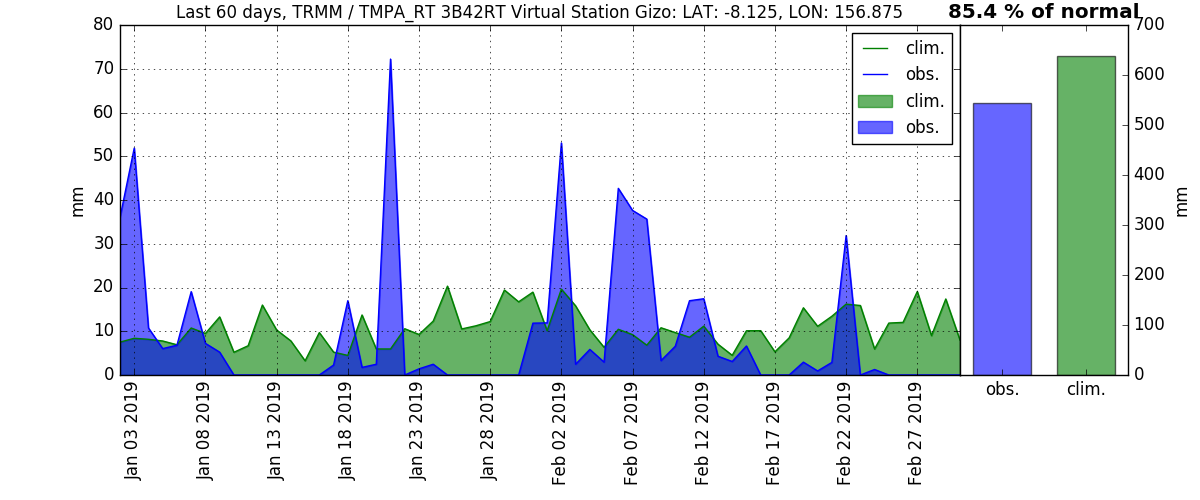 Last 60 days, TRMM / TMPA_RT 3B42RT Virtual Station Gizo: LAT: -8.125, LON: 156.875
85.4 % of normal
80
70
60
50
40
30
20
10
0
mm
clim.
obs.
clim.
obs.
Jan 03 2019
Jan 08 2019
Jan 13 2019
Jan 18 2019
Jan 23 2019
Jan 28 2019
Feb 02 2019
Feb 07 2019
Feb 12 2019
Feb 17 2019
Feb 22 2019
Feb 27 2019
700
600
500
400
300
200
100
0
mm
obs.
clim.